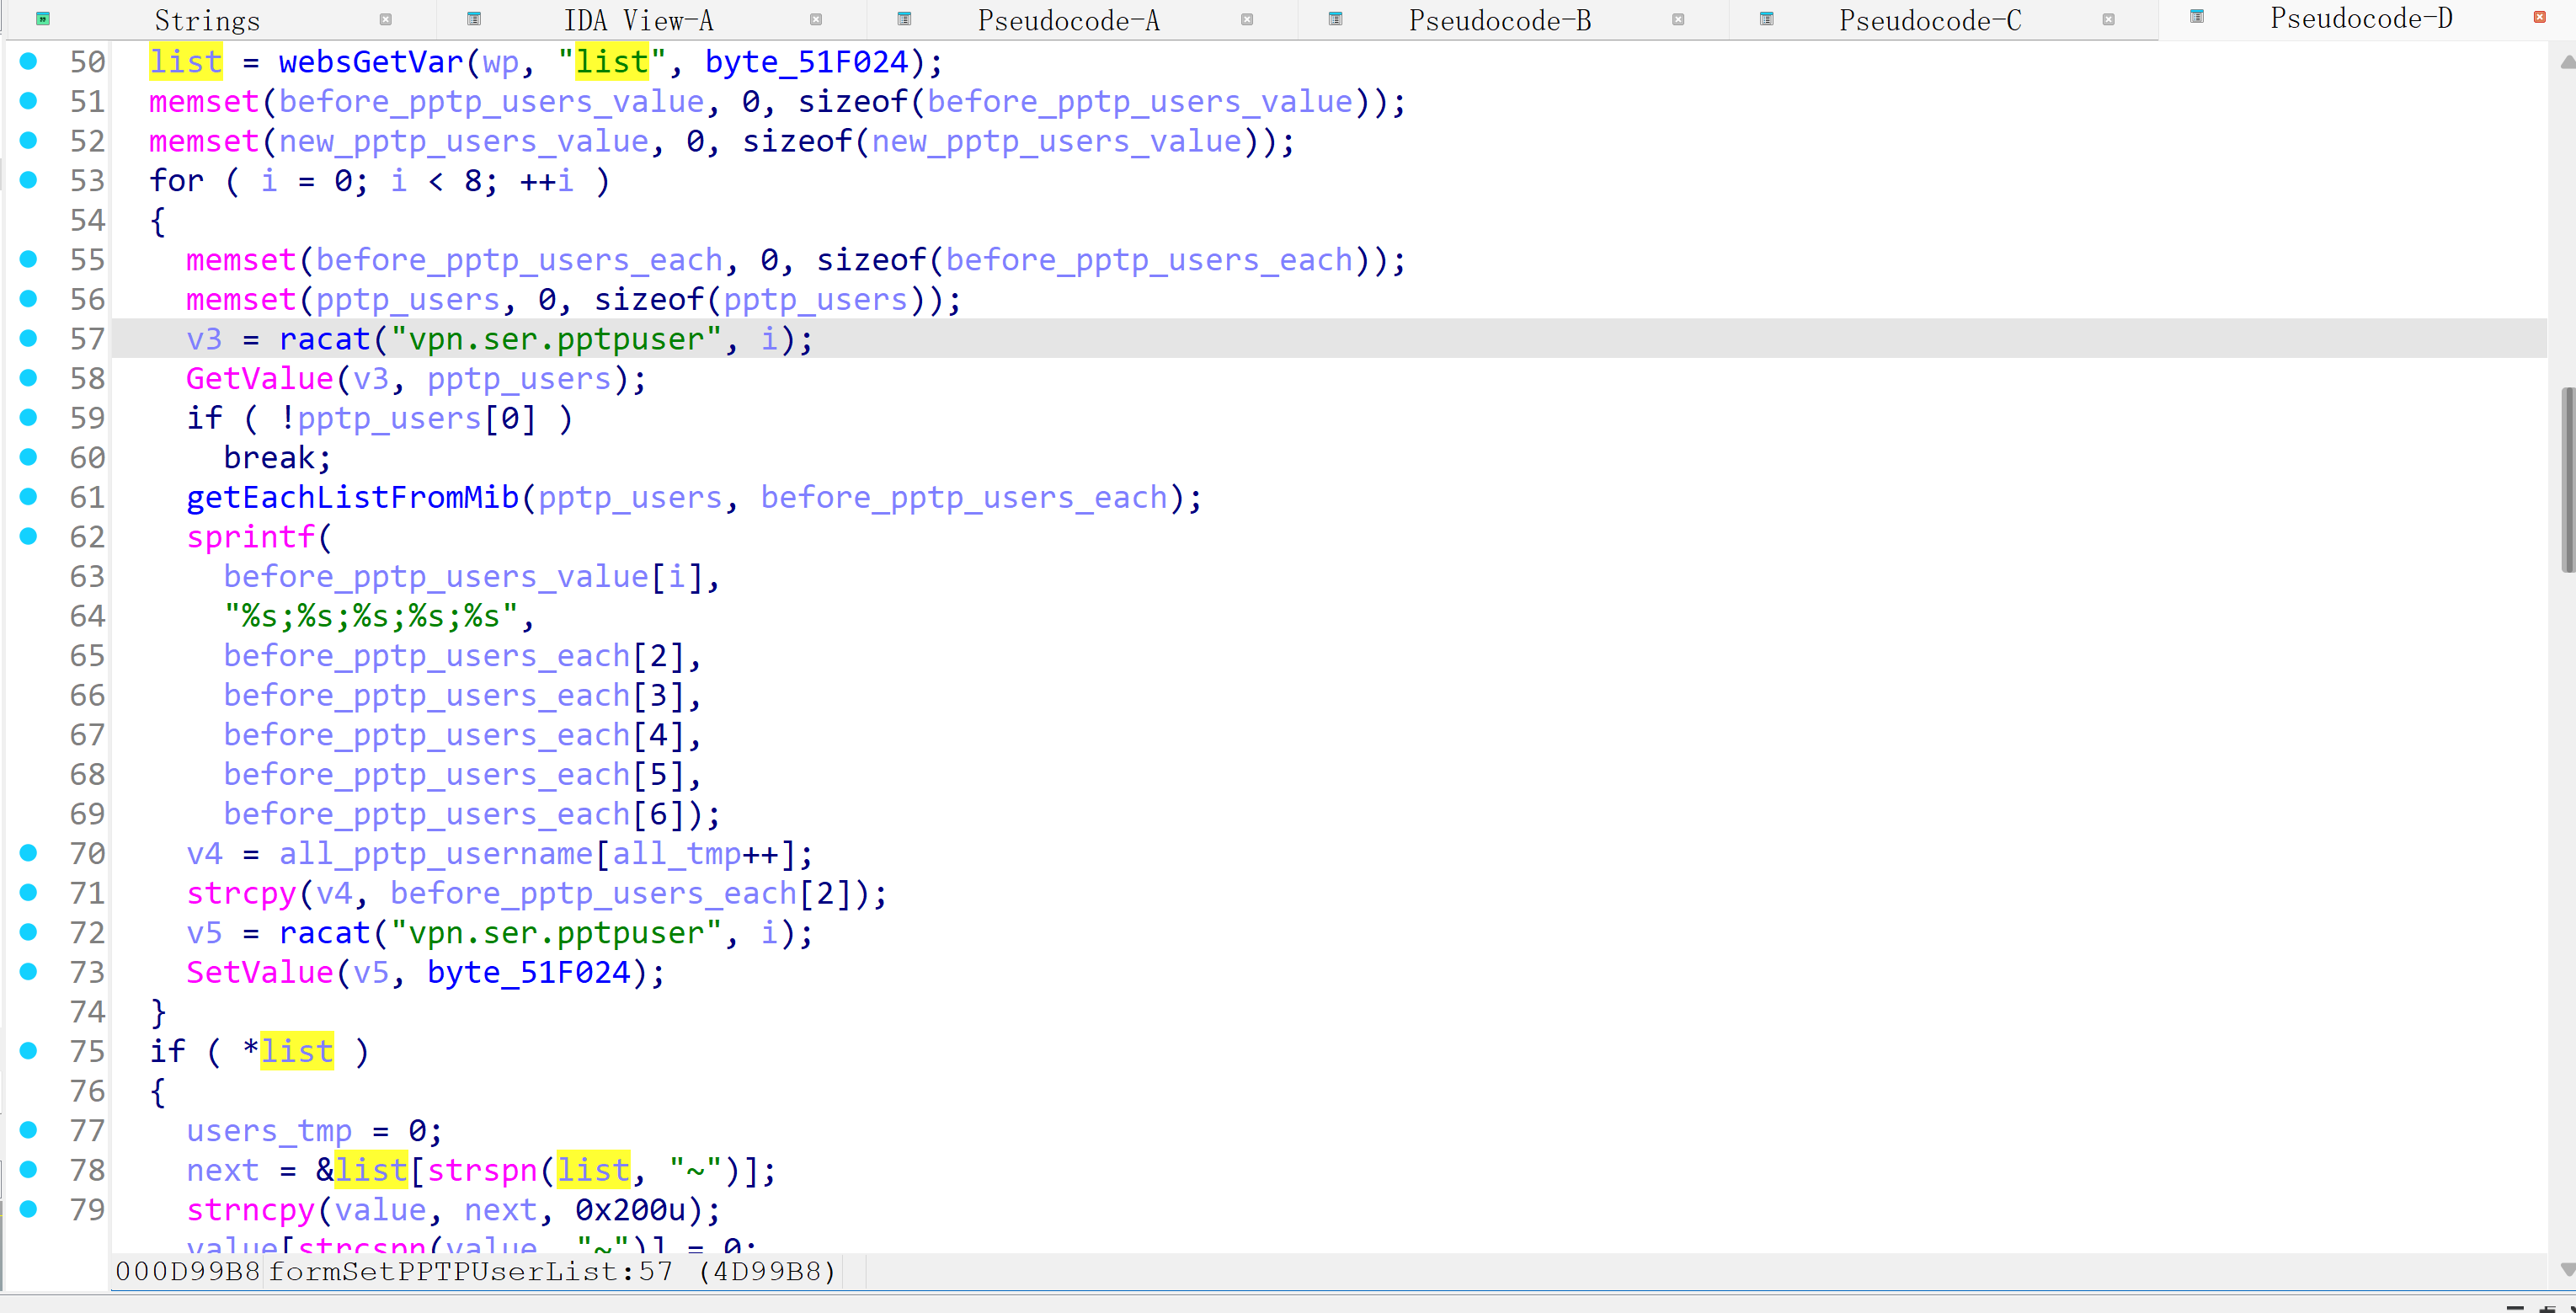 Strings IDA View-A Pseudocode-A Pseudocode-B Pseudocode-C Pseudocode-D
50 list = websGetVar(wp, "list", byte_51F024);
51 memset(before_pptp_users_value, 0, sizeof(before_pptp_users_value));
52 memset(new_pptp_users_value, 0, sizeof(new_pptp_users_value));
53 for ( i = 0; i < 8; ++i )
54 {
55 memset(before_pptp_users_each, 0, sizeof(before_pptp_users_each));
56 memset(pptp_users, 0, sizeof(pptp_users));
57 v3 = racat("vpn.ser.pptpuser", i);
58 GetValue(v3, pptp_users);
59 if ( !pptp_users[0] )
60 break;
61 getEachListFromMib(pptp_users, before_pptp_users_each);
62 sprintf(
63 before_pptp_users_value[i],
64 "%s;%s;%s;%s;%s",
65 before_pptp_users_each[2],
66 before_pptp_users_each[3],
67 before_pptp_users_each[4],
68 before_pptp_users_each[5],
69 before_pptp_users_each[6]);
70 v4 = all_pptp_username[all_tmp++];
71 strcpy(v4, before_pptp_users_each[2]);
72 v5 = racat("vpn.ser.pptpuser", i);
73 SetValue(v5, byte_51F024);
74 }
75 if ( *list )
76 {
77 users_tmp = 0;
78 next = &list[strspn(list, "~")];
79 strncpy(value, next, 0x200u);
value[strcspn(value, "~")] = 0;
000D99B8 formSetPPTPUserList:57 (4D99B8)